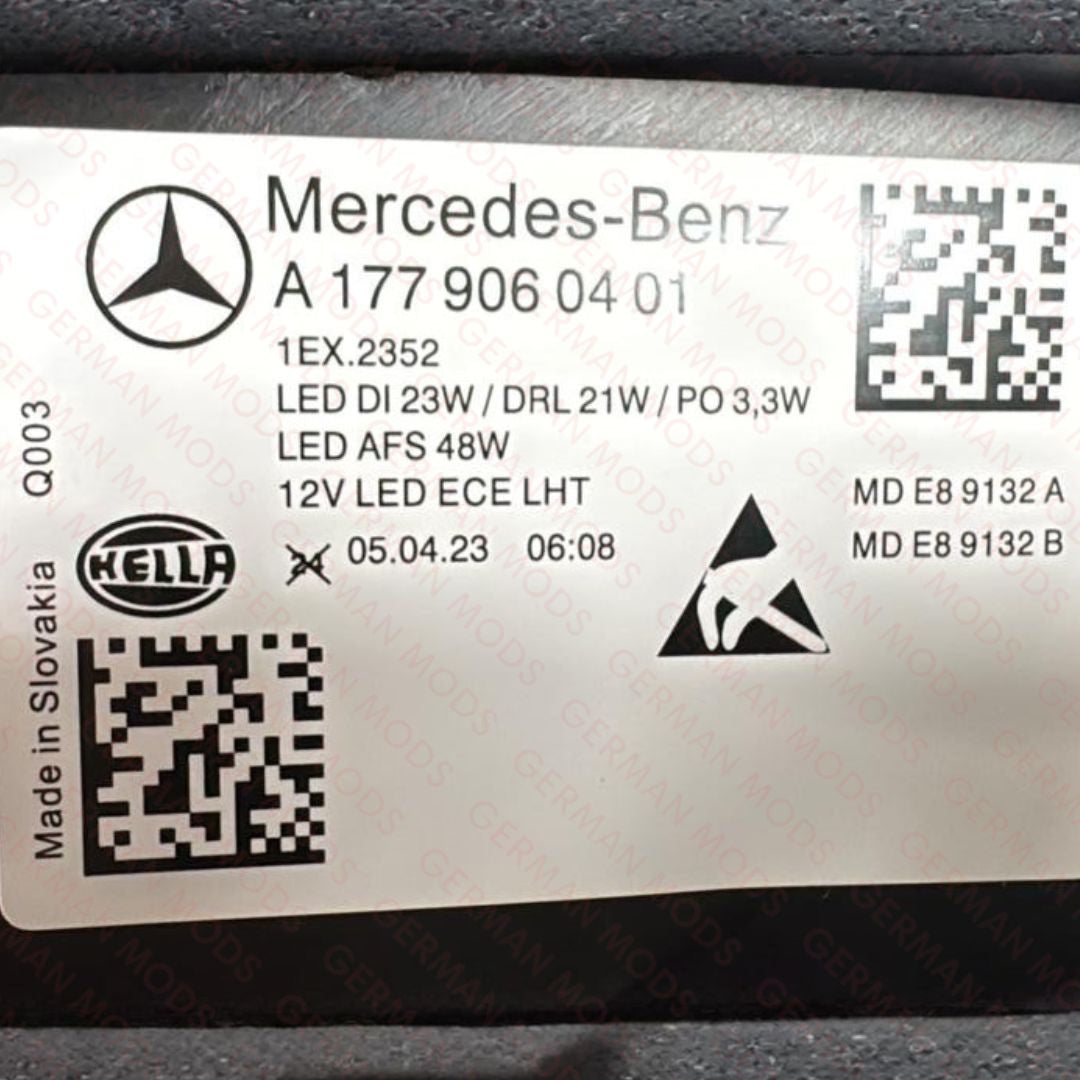 Mercedes-Benz
A 177 906 04 01
1EX.2352
LED DI 23W / DRL 21W / PO 3,3W
LED AFS 48W
12V LED ECE LHT
24 05.04.23 06:08
MD E8 9132 A
MD E8 9132 B
HELLA
Made in Slovakia Q003
GERMAN MODS